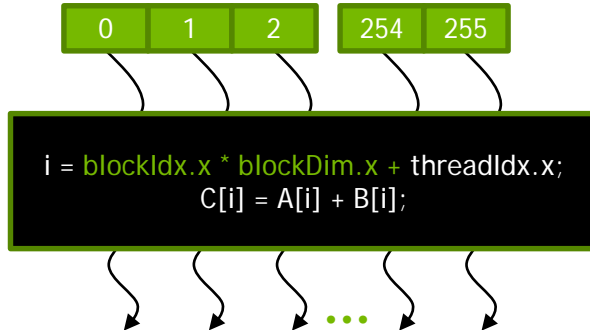 0 1 2 254 255
i = blockIdx.x * blockDim.x + threadIdx.x;
C[i] = A[i] + B[i];
...